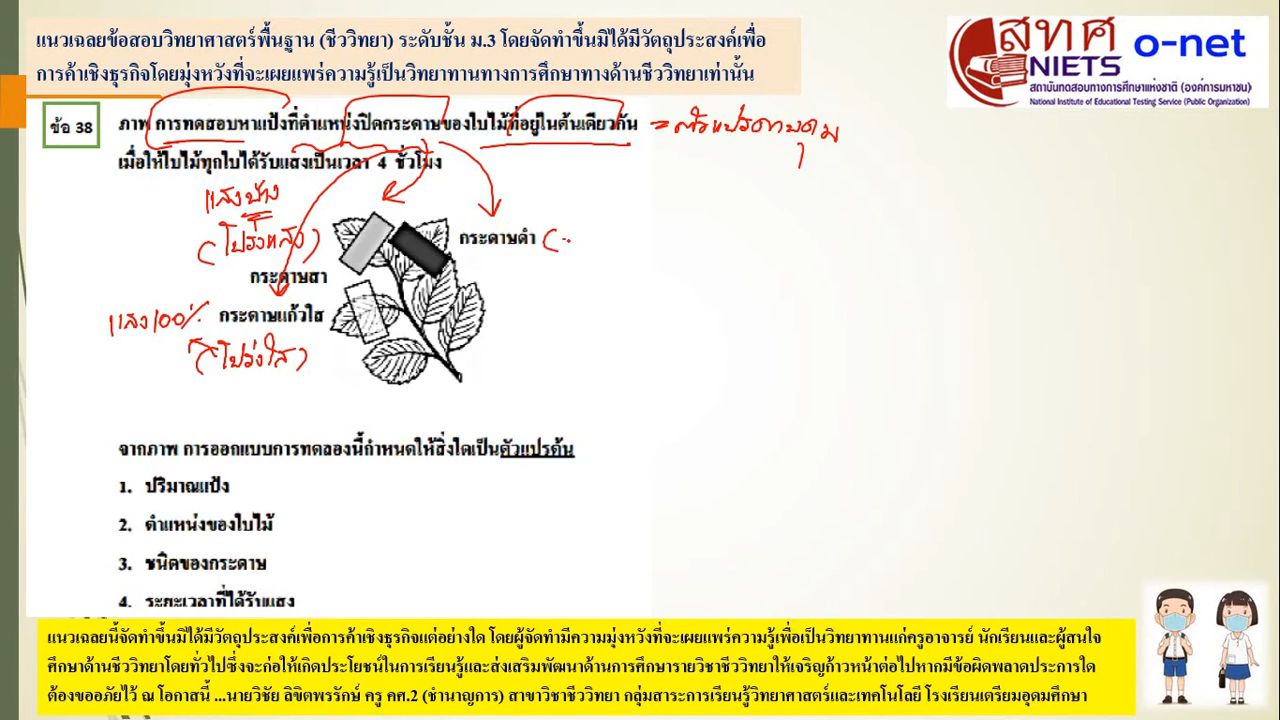 แนวเฉลยข้อสอบวิทยาศาสตร์พื้นฐาน (ชีววิทยา) ระดับชั้น ม.3 โดยจัดทำขึ้นมิได้มีวัตถุประสงค์เพื่อ
การค้าเชิงธุรกิจโดยมุ่งหวังที่จะเผยแพร่ความรู้เป็นวิทยาทานทางการศึกษาทางด้านชีววิทยาเท่านั้น
สทศ
NIETS
o-net
สถาบันทดสอบทางการศึกษาแห่งชาติ (องค์การมหาชน)
National Institute of Educational Testing Service (Public Organization)
ข้อ 38
ภาพ การทดสอบหาแป้งที่ตำแหน่งปิดกระดาษของใบไม้ที่อยู่ในต้นเดียวกัน = ตัวแปรควบคุม
เมื่อให้ใบไม้ทุกใบได้รับแสงเป็นเวลา 4 ชั่วโมง
แสงบ้าง
(โปร่งแสง)
กระดาษดำ (
กระดาษสา
แสง 100% กระดาษแก้วใส
(โปร่งใส)
จากภาพ การออกแบบการทดลองนี้กำหนดให้สิ่งใดเป็นตัวแปรต้น
1. ปริมาณแป้ง
2. ตำแหน่งของใบไม้
3. ชนิดของกระดาษ
4. ระยะเวลาที่ได้รับแสง
แนวเฉลยนี้จัดทำขึ้นมิได้มีวัตถุประสงค์เพื่อการค้าเชิงธุรกิจแต่อย่างใด โดยผู้จัดทำมีความมุ่งหวังที่จะเผยแพร่ความรู้เพื่อเป็นวิทยาทานแก่ครูอาจารย์ นักเรียนและผู้สนใจ
ศึกษาด้านชีววิทยาโดยทั่วไปซึ่งจะก่อให้เกิดประโยชน์ในการเรียนรู้และส่งเสริมพัฒนาด้านการศึกษารายวิชาชีววิทยาให้เจริญก้าวหน้าต่อไปหากมีข้อผิดพลาดประการใด
ต้องขออภัยไว้ ณ โอกาสนี้ ...นายวิชัย ลิขิตพรรักษ์ ครู คศ.2 (ชำนาญการ) สาขาวิชาชีววิทยา กลุ่มสาระการเรียนรู้วิทยาศาสตร์และเทคโนโลยี โรงเรียนเตรียมอุดมศึกษา